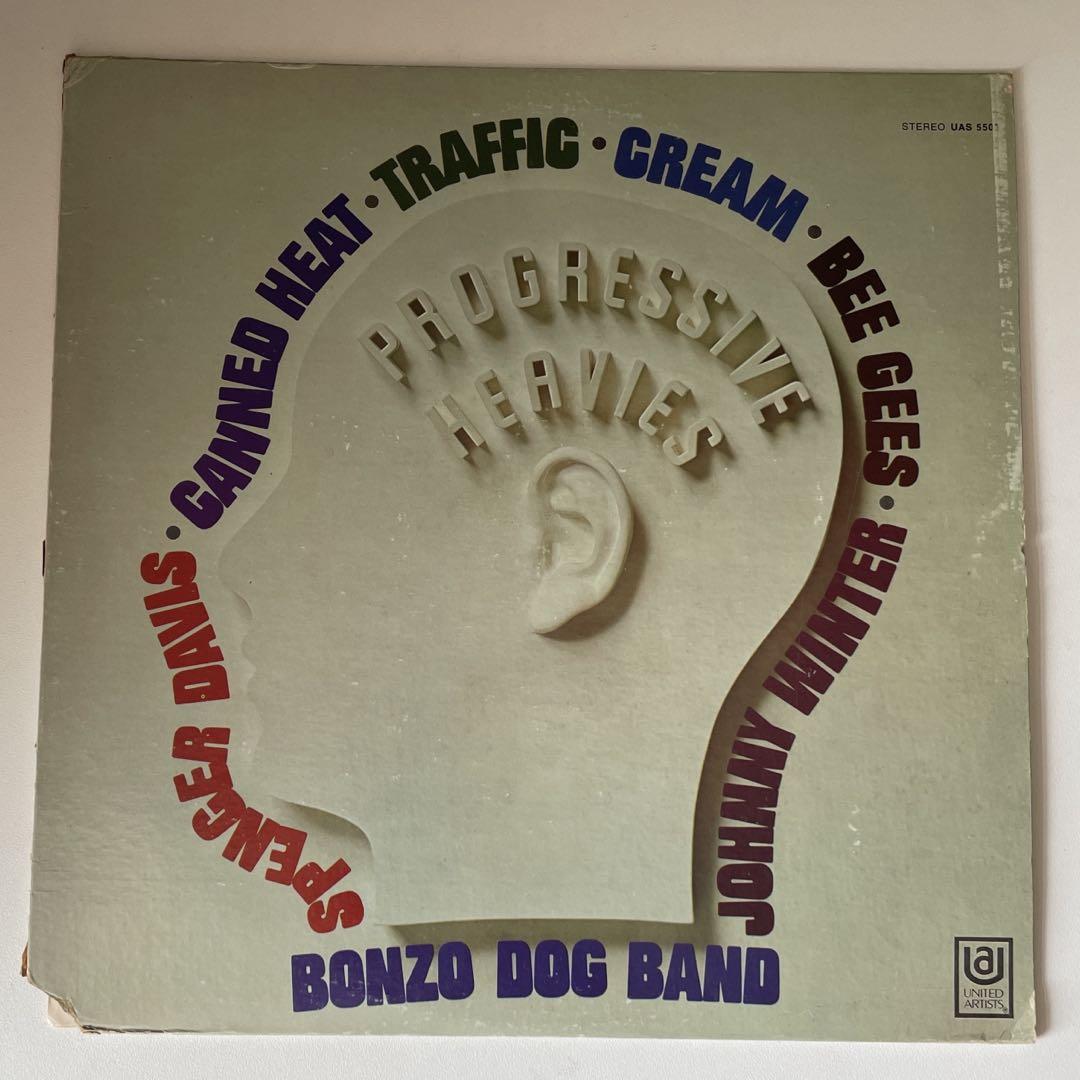 STEREO UAS 550
SPENCER DAVIS · CANNED HEAT · TRAFFIC · CREAM · BEE GEES · JOHNNY WINTER
PROGRESSIVE
HEAVIES
BONZO DOG BAND
UA
UNITED
ARTISTS